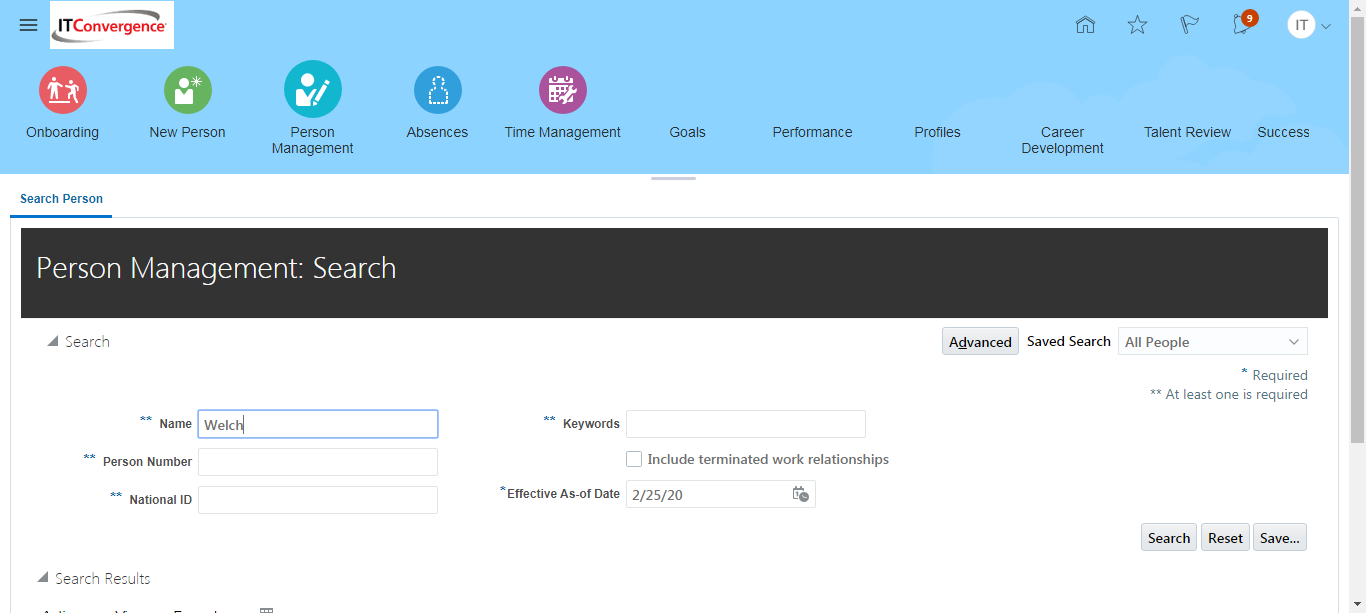 ITConvergence
9
IT
Onboarding
New Person
Person Management
Absences
Time Management
Goals
Performance
Profiles
Career Development
Talent Review
Success
Search Person
Person Management: Search
Search
Advanced
Saved Search
All People
* Required
** At least one is required
** Name
Welch
** Keywords
** Person Number
Include terminated work relationships
** National ID
*Effective As-of Date
2/25/20
Search
Reset
Save...
Search Results